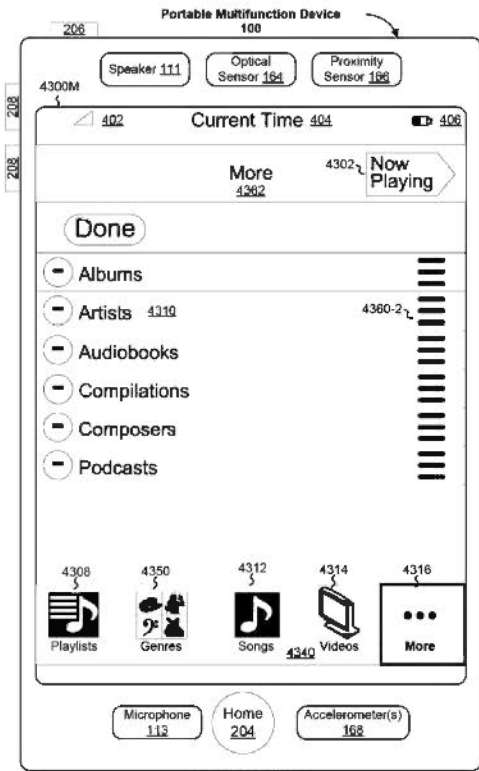 Portable Multifunction Device
100
206
Speaker 111
Optical
Sensor 164
Proximity
Sensor 166
208
208
4300M
402
Current Time 404
406
More
4362
4302
Now
Playing
Done
Albums
Artists 4310
4360-2
Audiobooks
Compilations
Composers
Podcasts
4308
4350
4312
4314
4316
Playlists
Genres
Songs
4340
Videos
More
Microphone
113
Home
204
Accelerometer(s)
168